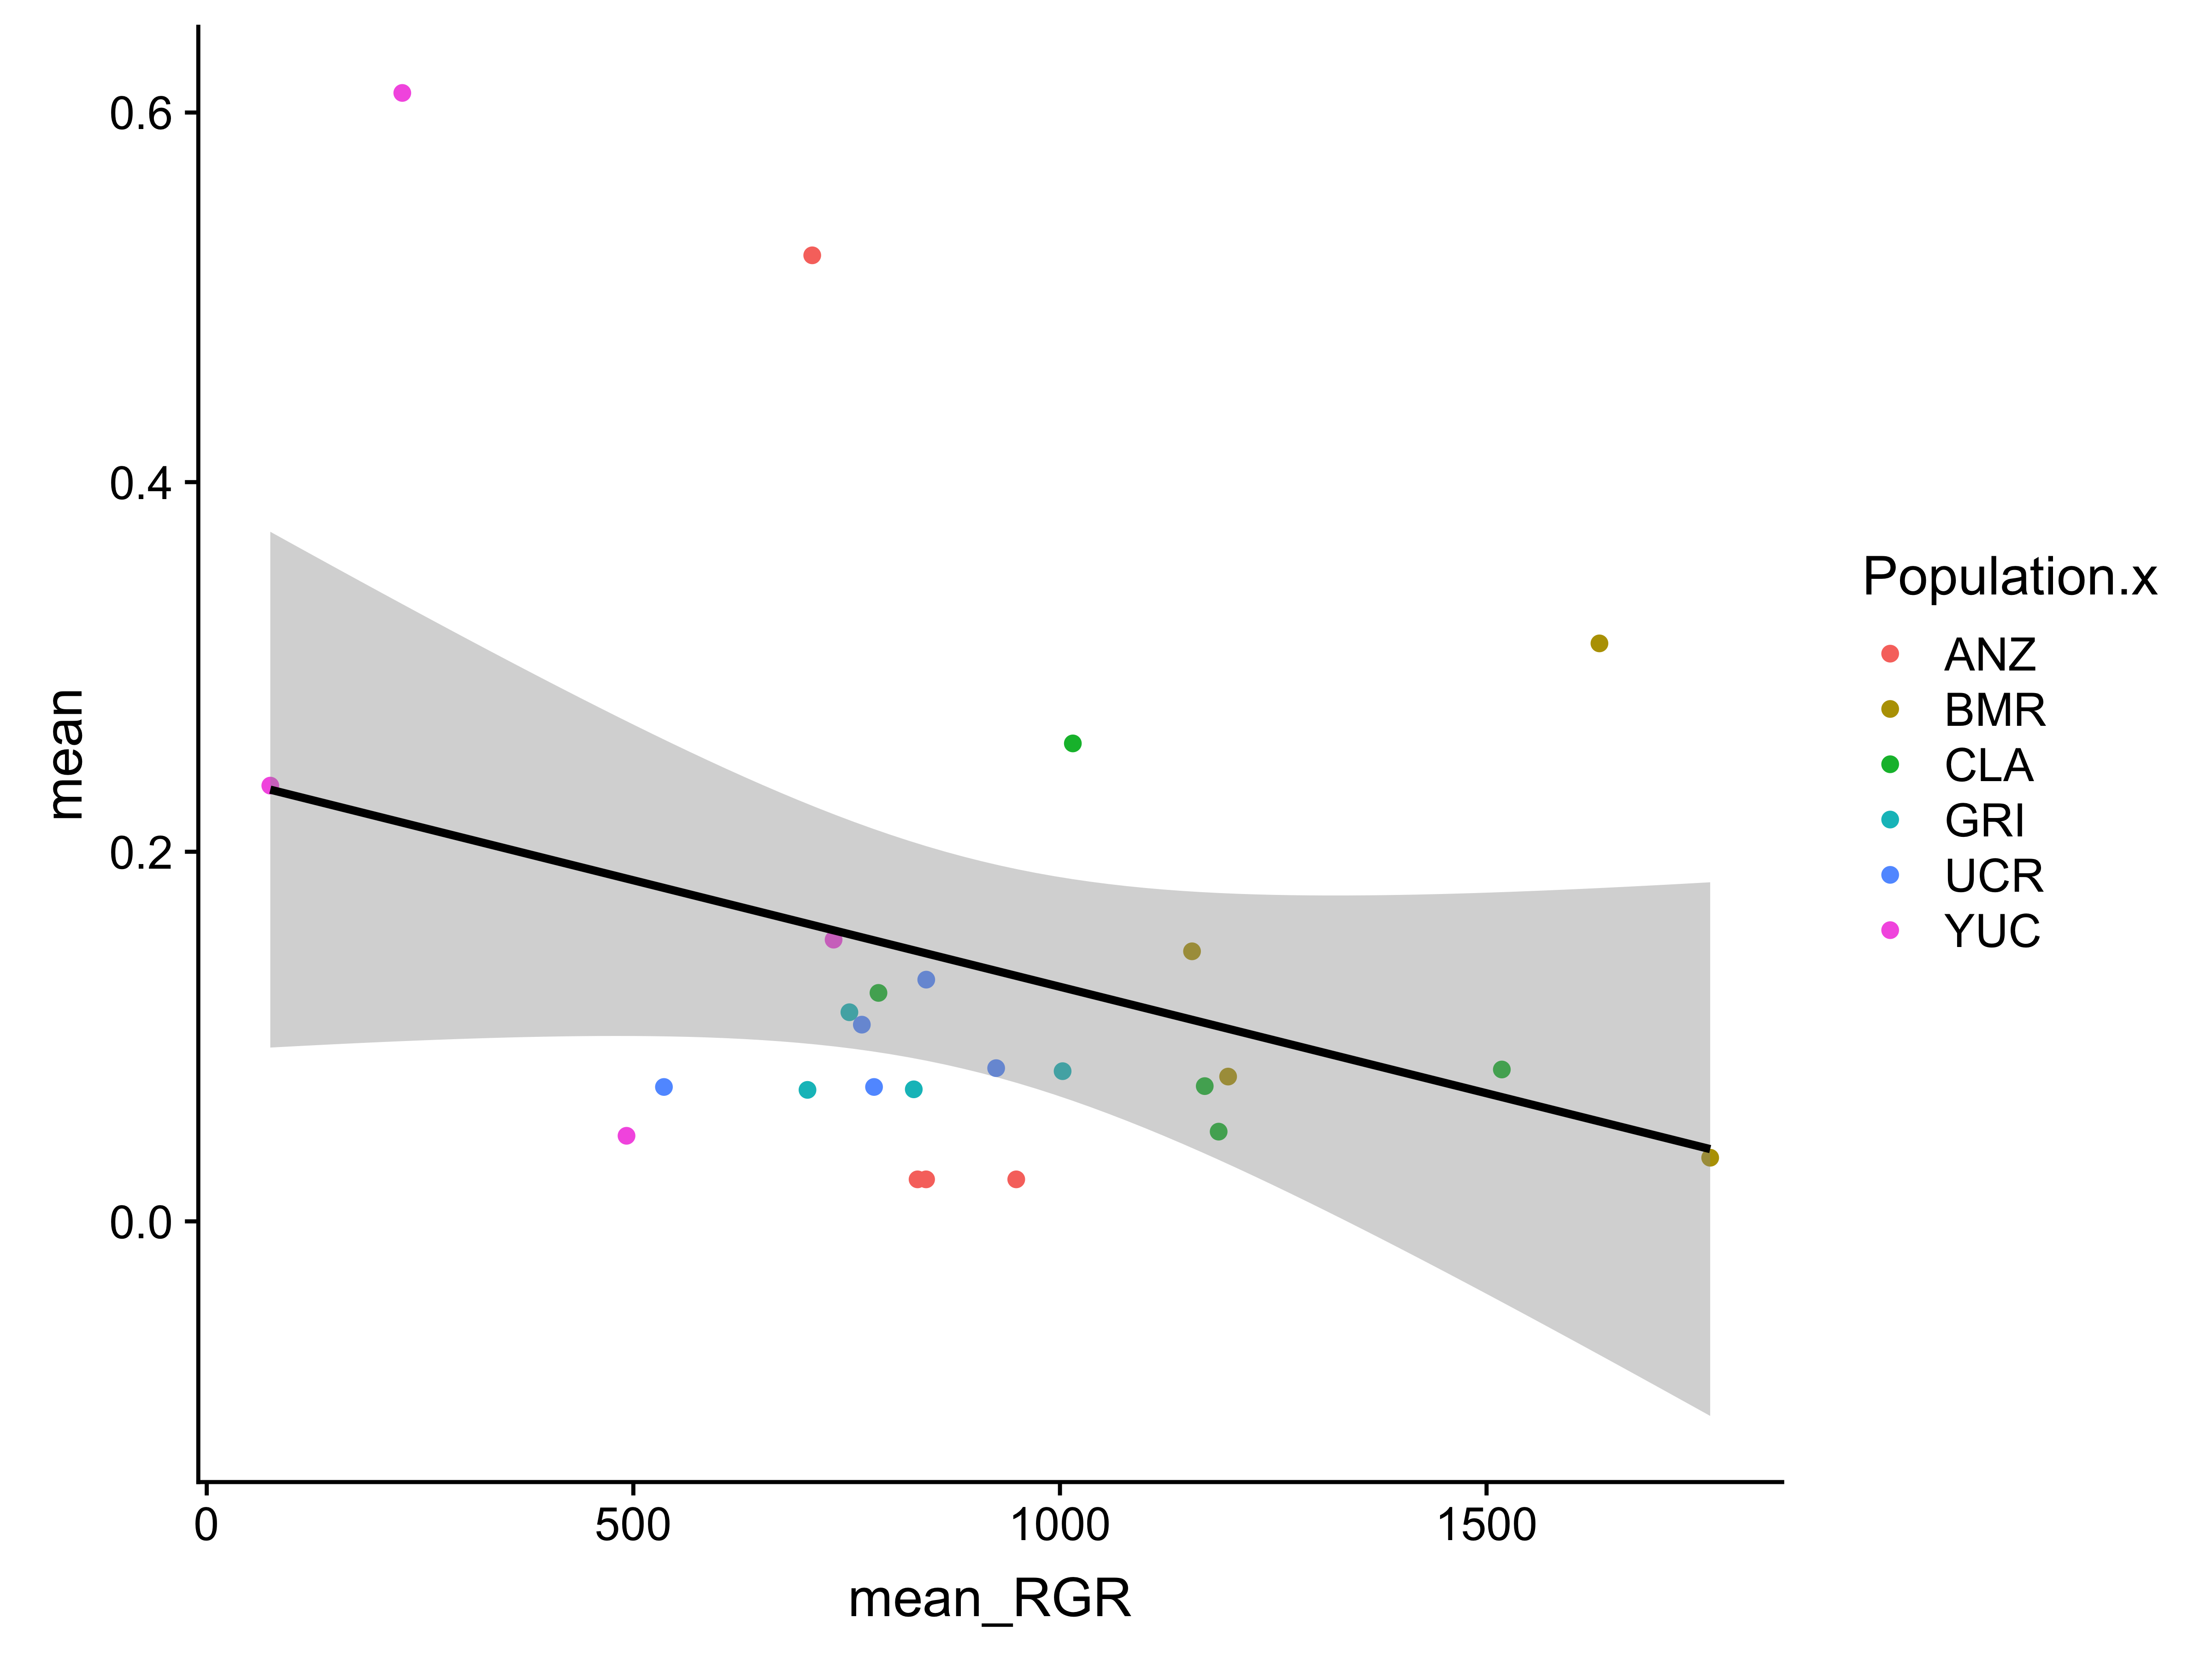 0.6
0.4
0.2
0.0
mean
0 500 1000 1500
mean_RGR
Population.x
ANZ
BMR
CLA
GRI
UCR
YUC